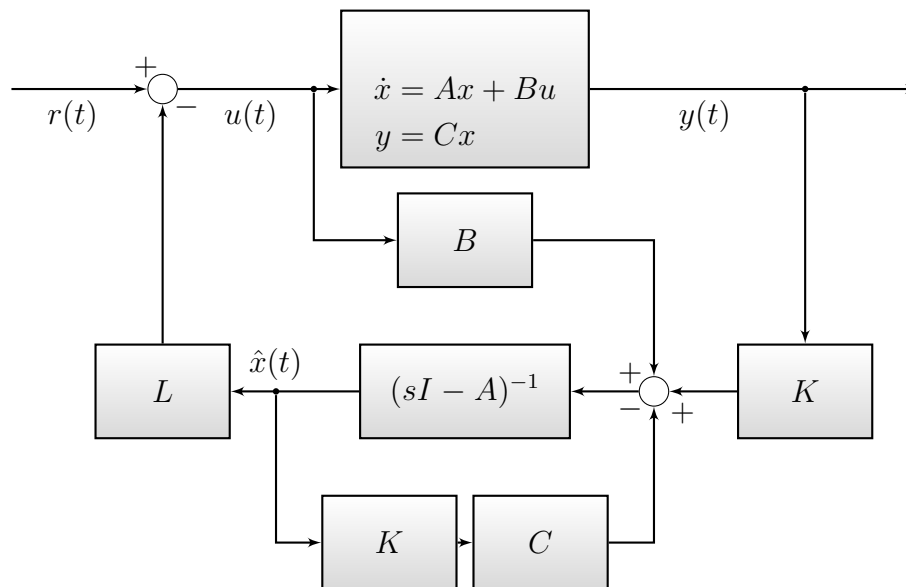 +
−
r(t)
u(t)
ẋ = Ax + Bu
y = Cx
y(t)
B
x̂(t)
L
(sI − A)⁻¹
+
−
+
K
K
C